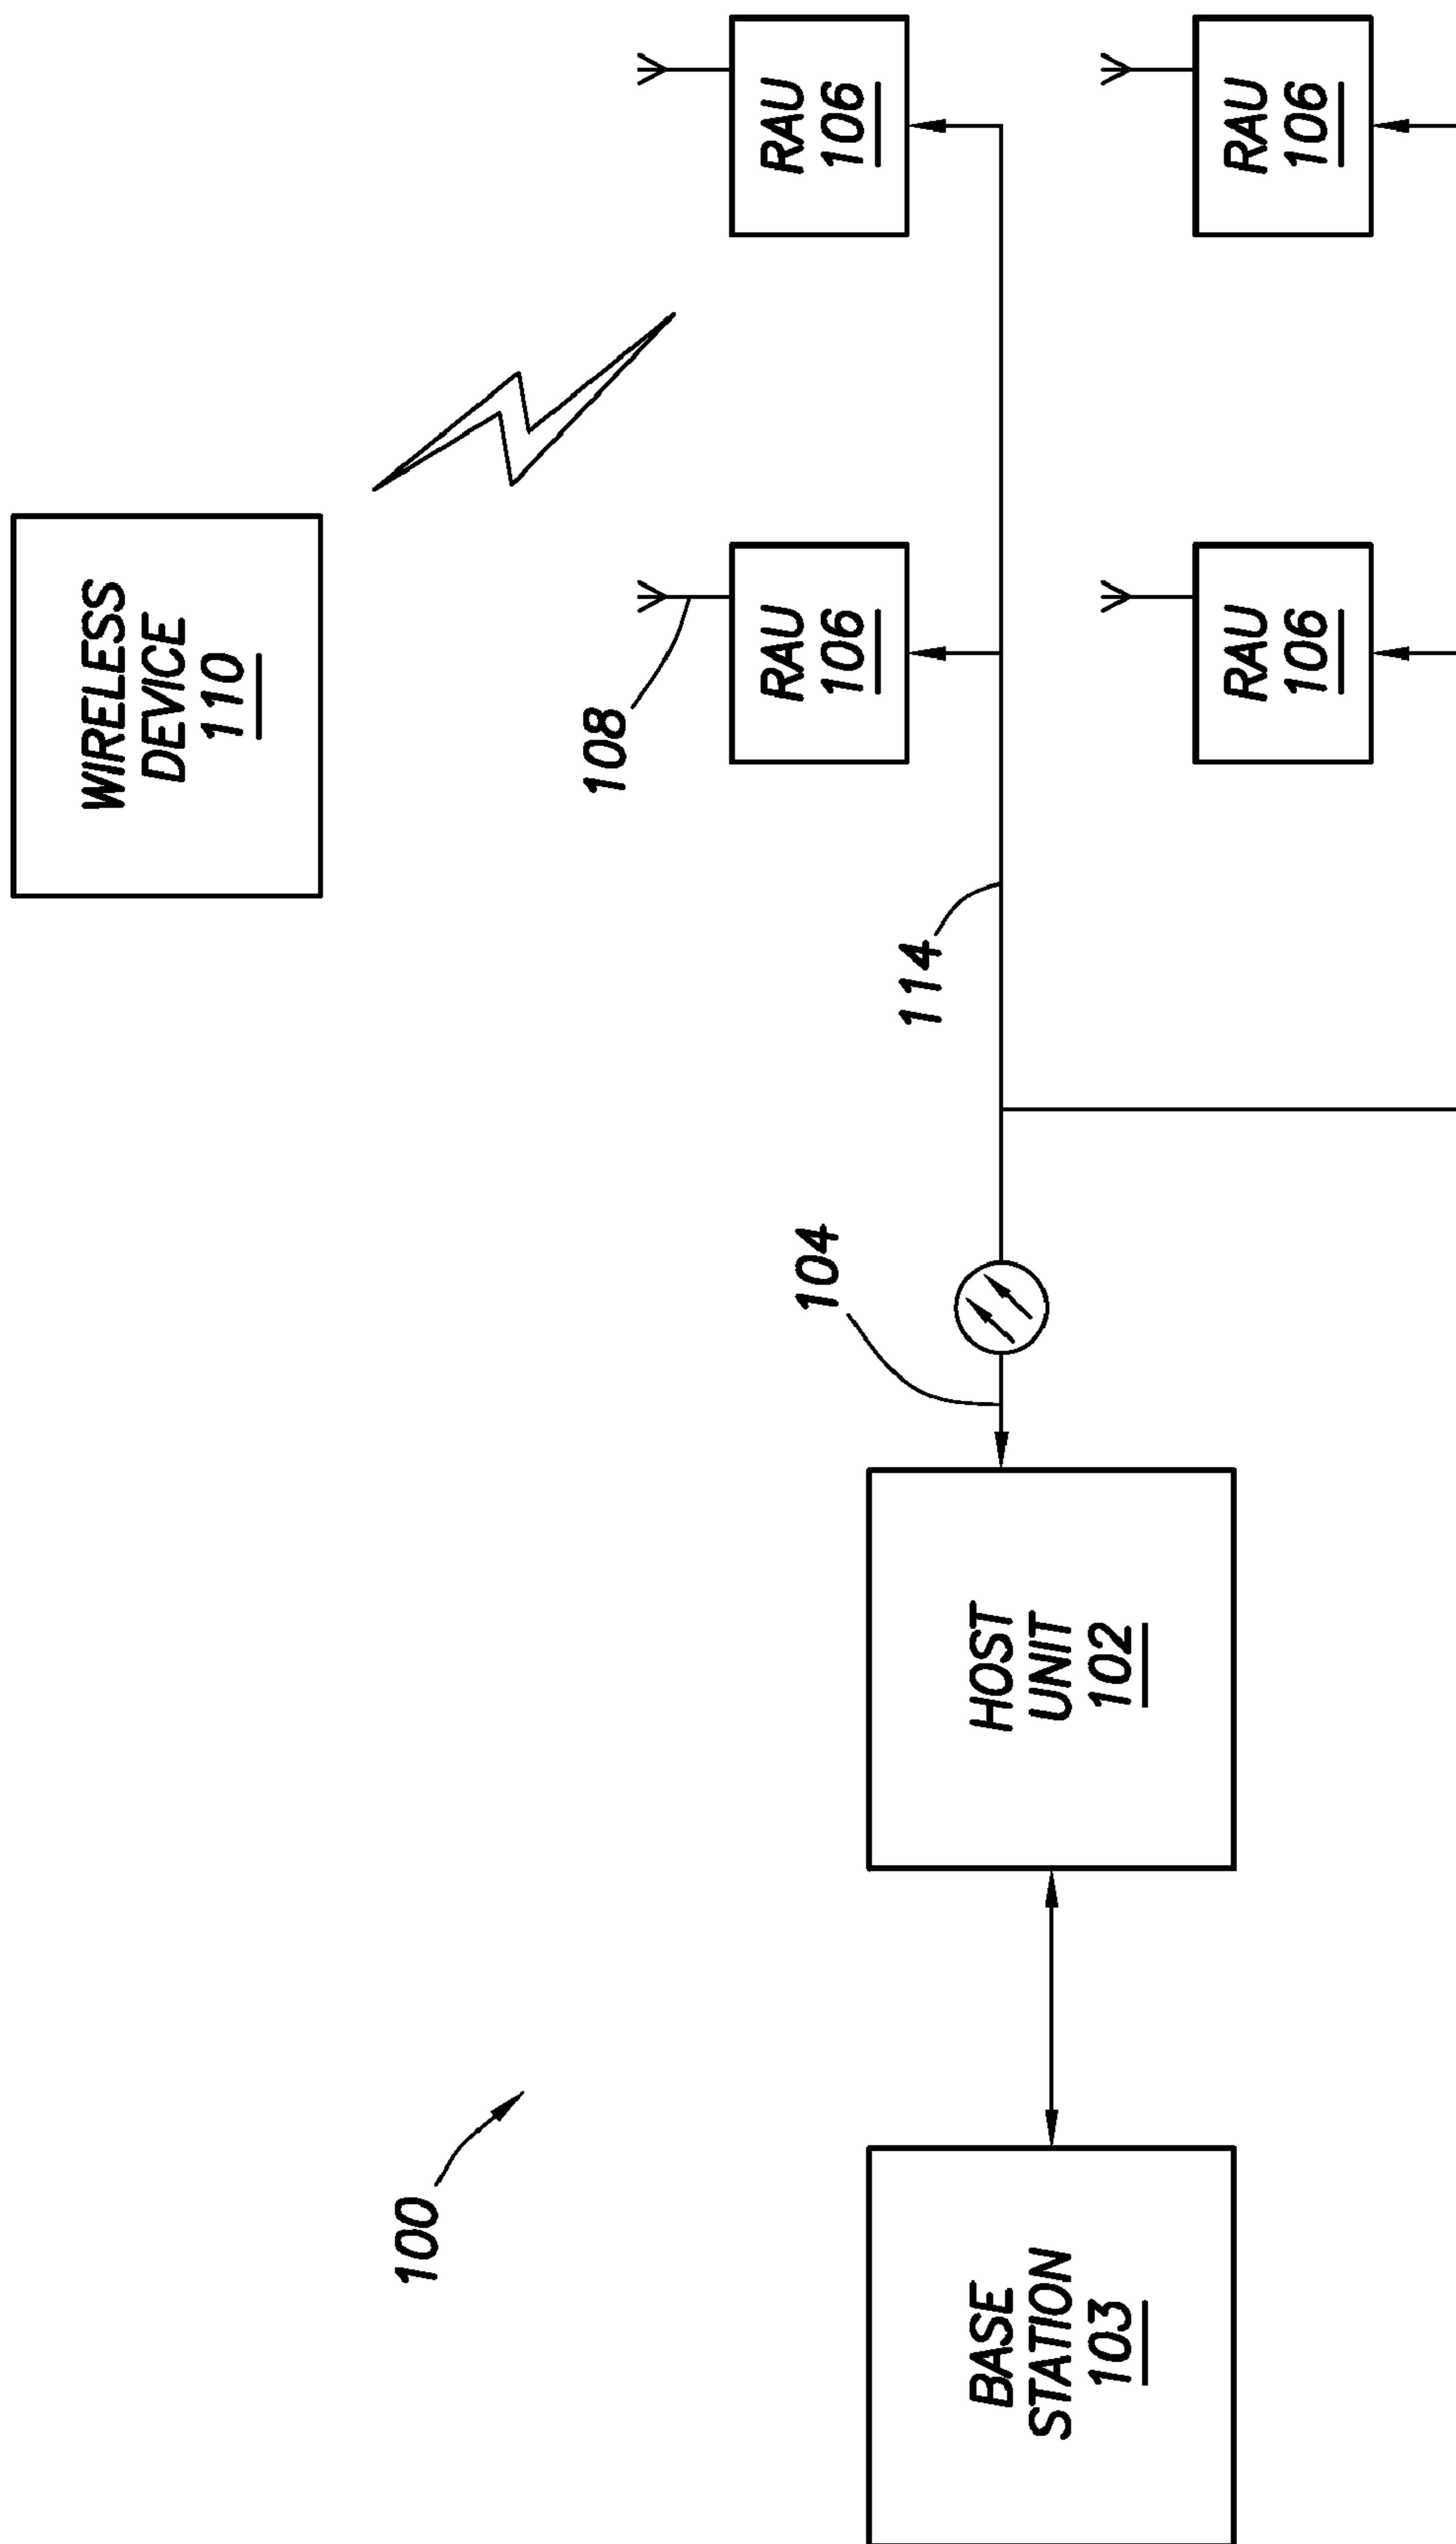 WIRELESS
DEVICE
110
108
RAU
106
RAU
106
114
104
100
BASE
STATION
103
HOST
UNIT
102
RAU
106
RAU
106